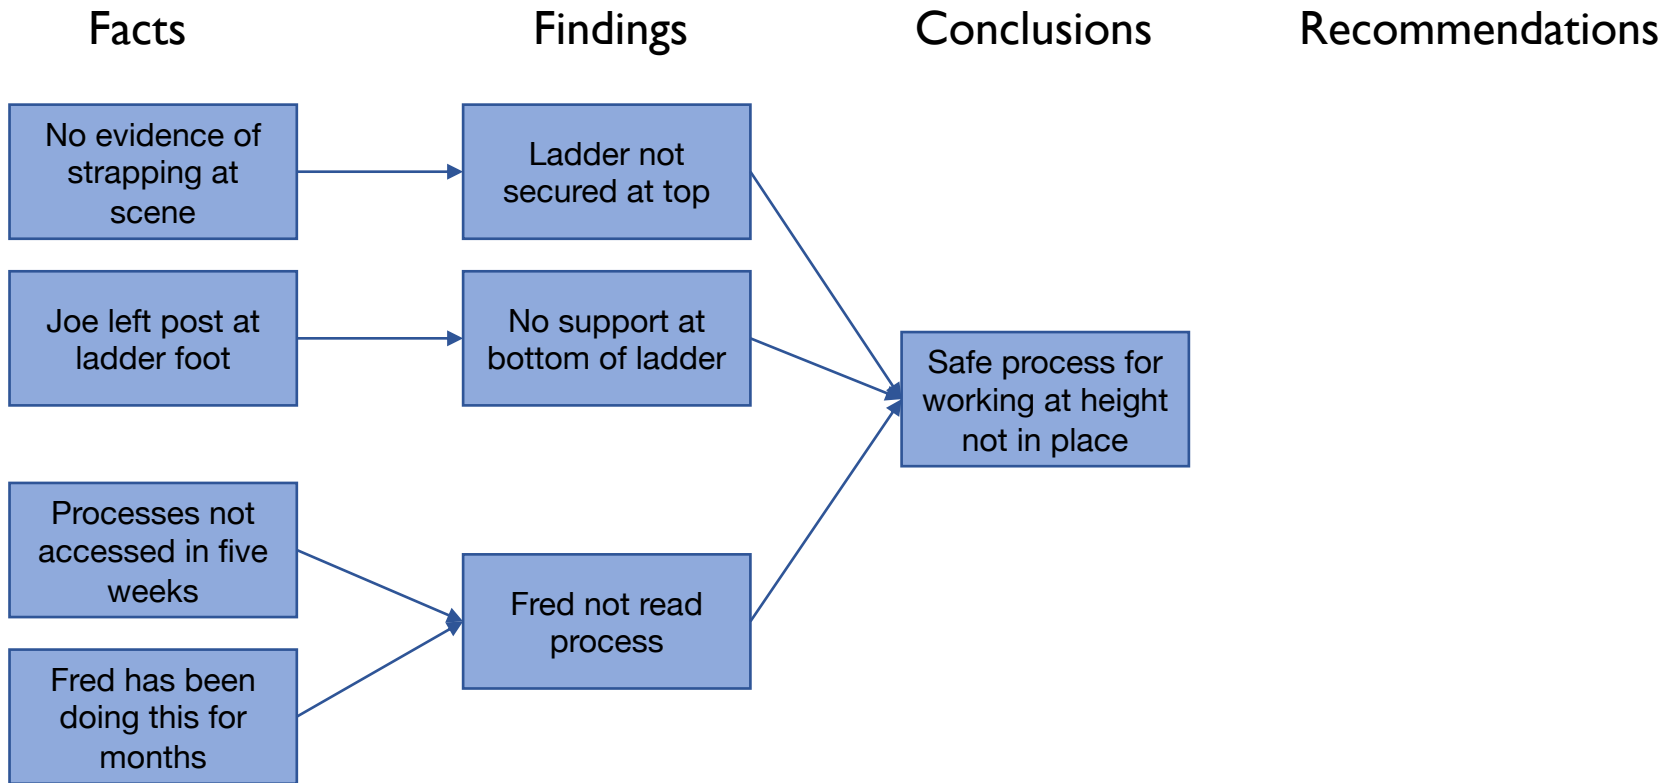 Facts
Findings
Conclusions
Recommendations
No evidence of
strapping at
scene
Ladder not
secured at top
Joe left post at
ladder foot
No support at
bottom of ladder
Safe process for
working at height
not in place
Processes not
accessed in five
weeks
Fred not read
process
Fred has been
doing this for
months